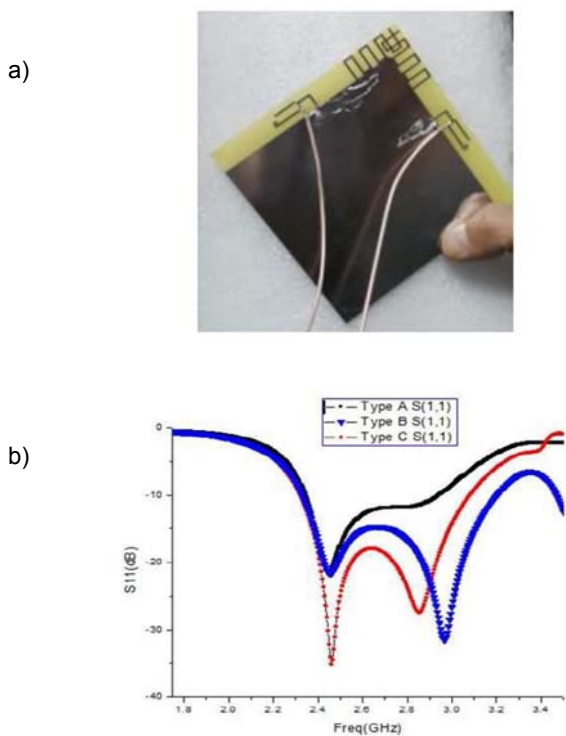 a)
b)
Type A S(1,1)
Type B S(1,1)
Type C S(1,1)
0
-10
-20
-30
-40
S11(dB)
1.8 2.0 2.2 2.4 2.6 2.8 3.0 3.2 3.4
Freq(GHz)